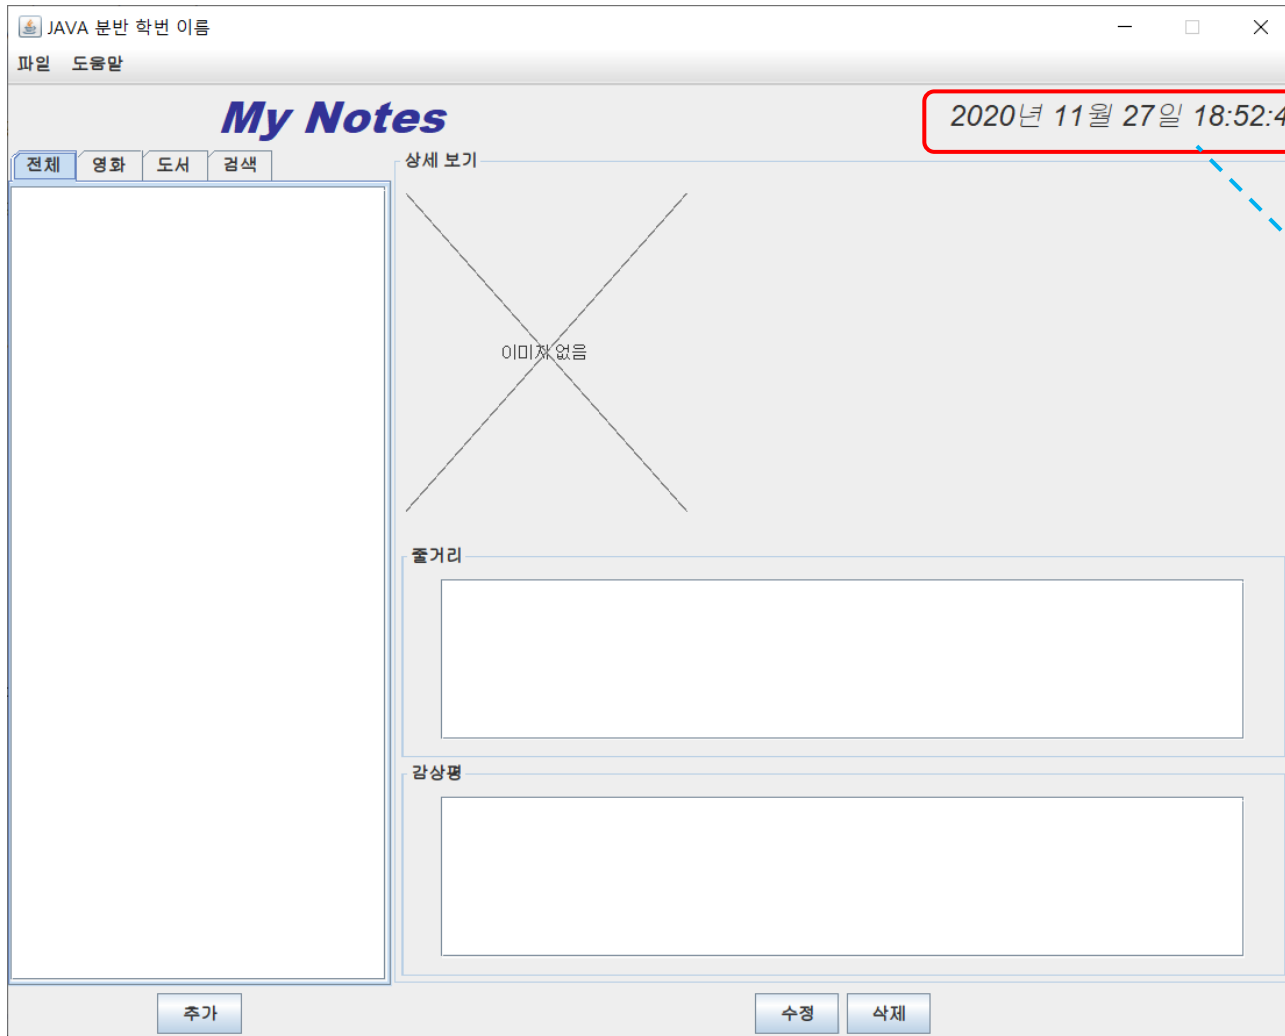 JAVA 분반 학번 이름
파일 도움말
My Notes
2020년 11월 27일 18:52:4
전체 영화 도서 검색
상세 보기
이미지 없음
줄거리
감상평
추가
수정 삭제